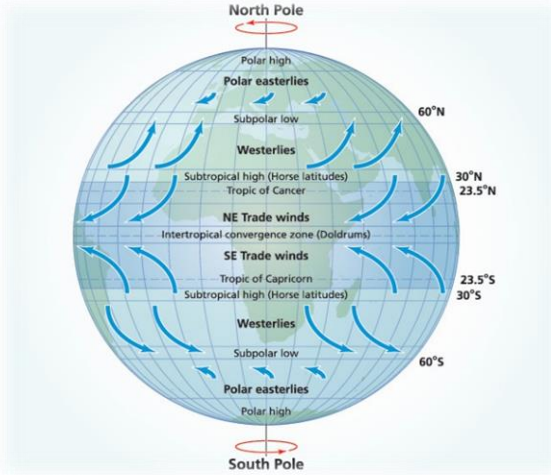 North Pole
Polar high
Polar easterlies
60°N
Subpolar low
Westerlies
Subtropical high (Horse latitudes)
30°N
Tropic of Cancer
23.5°N
NE Trade winds
Intertropical convergence zone (Doldrums)
SE Trade winds
Tropic of Capricorn
23.5°S
Subtropical high (Horse latitudes)
30°S
Westerlies
Subpolar low
60°S
Polar easterlies
Polar high
South Pole